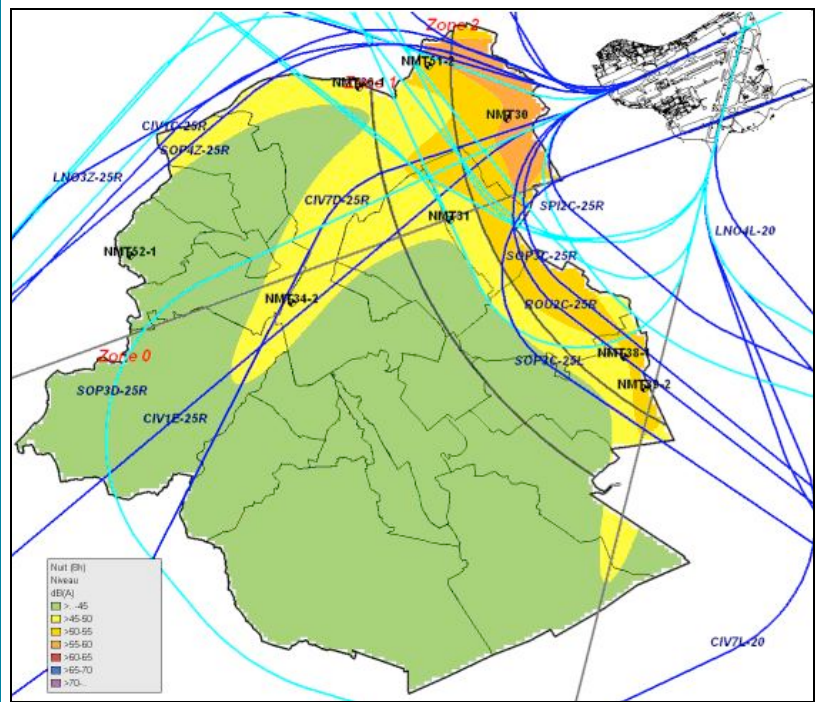 Zone 2
NMT51-2
NMT30
CIV1C-25R
SOP4Z-25R
LNO3Z-25R
CIV7D-25R
SPI2C-25R
NMT31
LNO4L-20
NMT52-1
SOP3C-25R
NMT34-2
ROU2C-25R
Zone 0
NMT38-1
SOP3D-25R
CIV1E-25R
Nuit (8h)
Niveau
dB(A)
>..-45
>45-50
>50-55
>55-60
>60-65
>65-70
>70-..
CIV7L-20